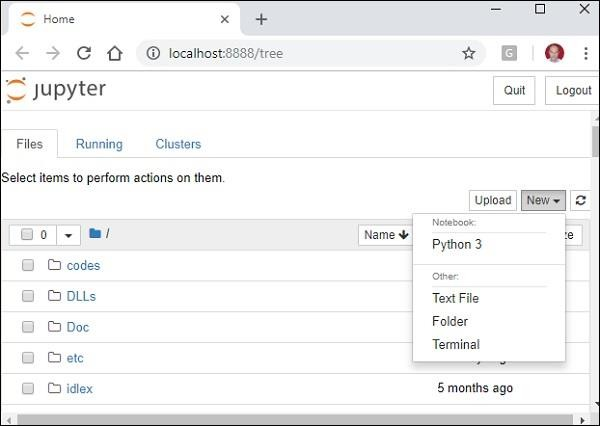 Home
localhost:8888/tree
G
jupyter
Quit
Logout
Files
Running
Clusters
Select items to perform actions on them.
Upload
New
0
/
Name
Notebook:
Python 3
Other:
Text File
Folder
Terminal
codes
DLLs
Doc
etc
idlex
5 months ago